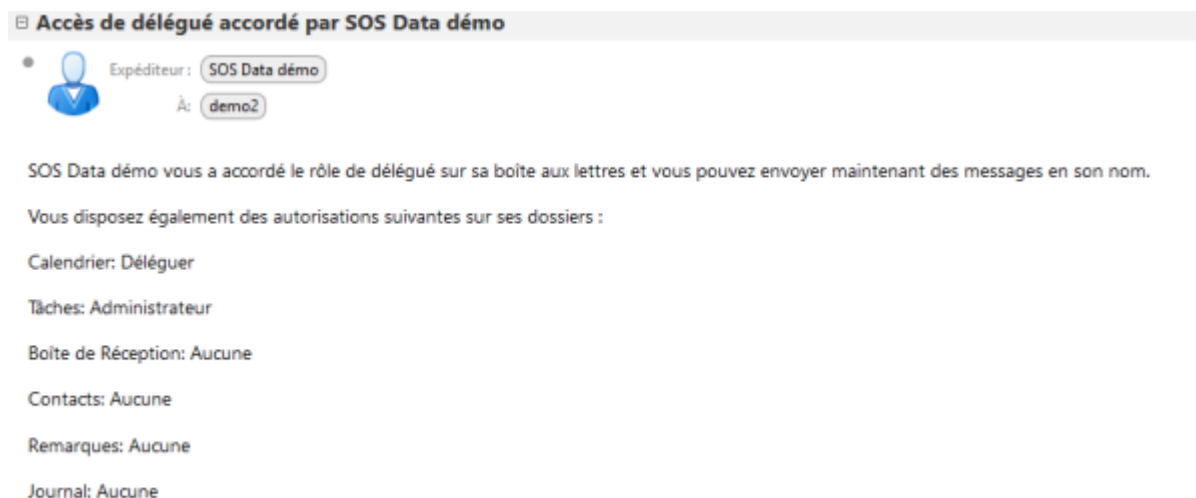 Accès de délégué accordé par SOS Data démo
Expéditeur : SOS Data démo
À: demo2
SOS Data démo vous a accordé le rôle de délégué sur sa boîte aux lettres et vous pouvez envoyer maintenant des messages en son nom.
Vous disposez également des autorisations suivantes sur ses dossiers :
Calendrier: Déléguer
Tâches: Administrateur
Boîte de Réception: Aucune
Contacts: Aucune
Remarques: Aucune
Journal: Aucune